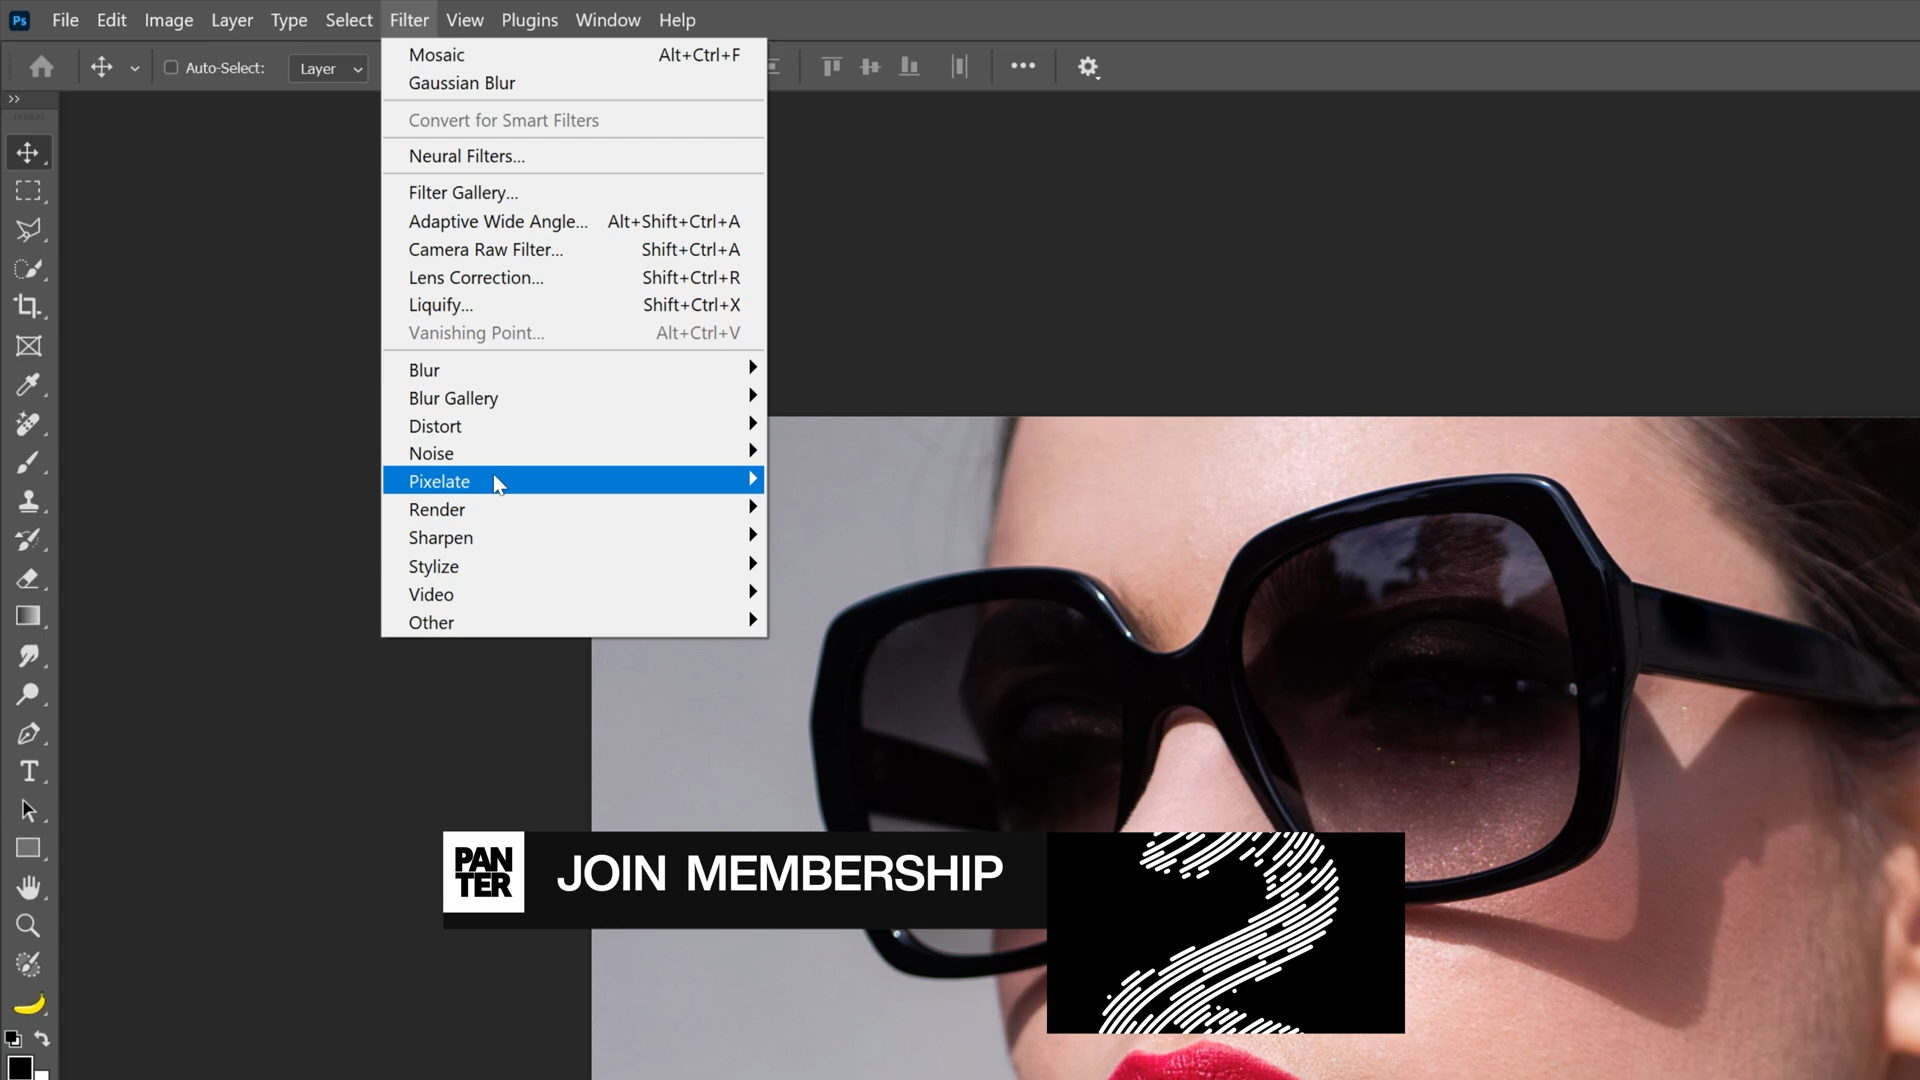 Ps File Edit Image Layer Type Select Filter View Plugins Window Help
Auto-Select: Layer
Mosaic Alt+Ctrl+F
Gaussian Blur
Convert for Smart Filters
Neural Filters...
Filter Gallery...
Adaptive Wide Angle... Alt+Shift+Ctrl+A
Camera Raw Filter... Shift+Ctrl+A
Lens Correction... Shift+Ctrl+R
Liquify... Shift+Ctrl+X
Vanishing Point... Alt+Ctrl+V
Blur
Blur Gallery
Distort
Noise
Pixelate
Render
Sharpen
Stylize
Video
Other
PAN
TER
JOIN MEMBERSHIP
2